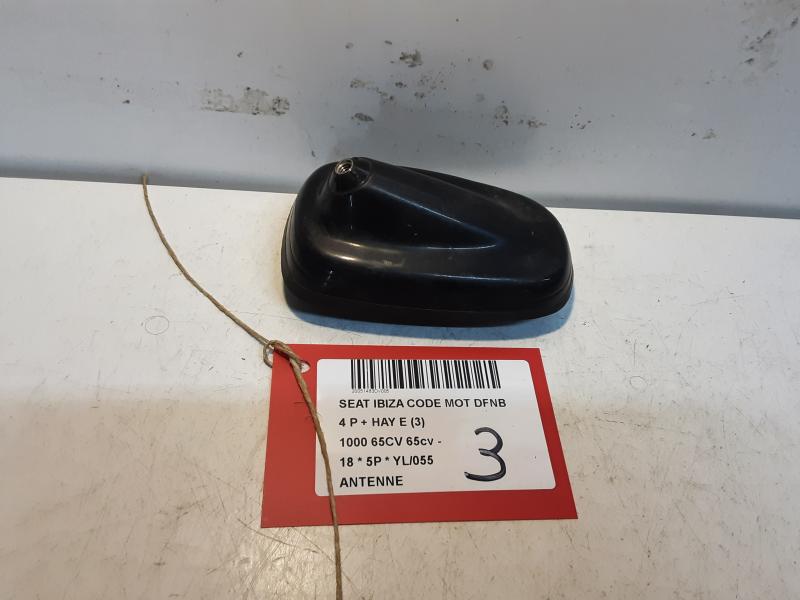 SEAT IBIZA CODE MOT DFNB
4 P + HAY E (3)
1000 65CV 65cv -
18 * 5P * YL/055
ANTENNE
3